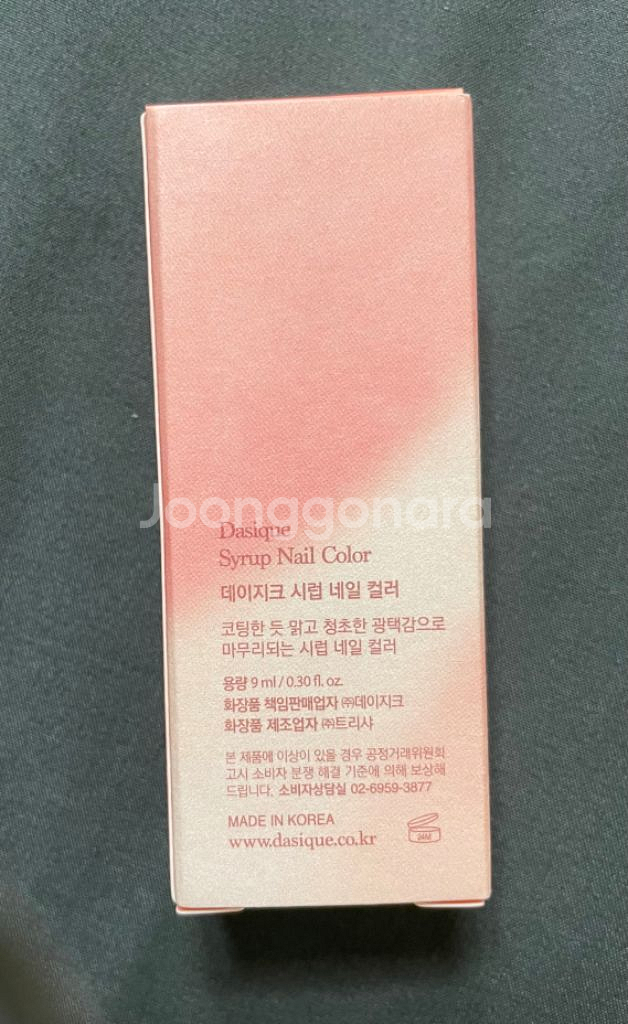 Joonggonara
Dasique
Syrup Nail Color
데이지크 시럽 네일 컬러
코팅한 듯 맑고 청초한 광택감으로
마무리되는 시럽 네일 컬러
용량 9 ml / 0.30 fl. oz.
화장품 책임판매업자 ㈜데이지크
화장품 제조업자 ㈜트리샤
본 제품에 이상이 있을 경우 공정거래위원회
고시 소비자 분쟁 해결 기준에 의해 보상해
드립니다. 소비자상담실 02-6959-3877
MADE IN KOREA
www.dasique.co.kr
24M